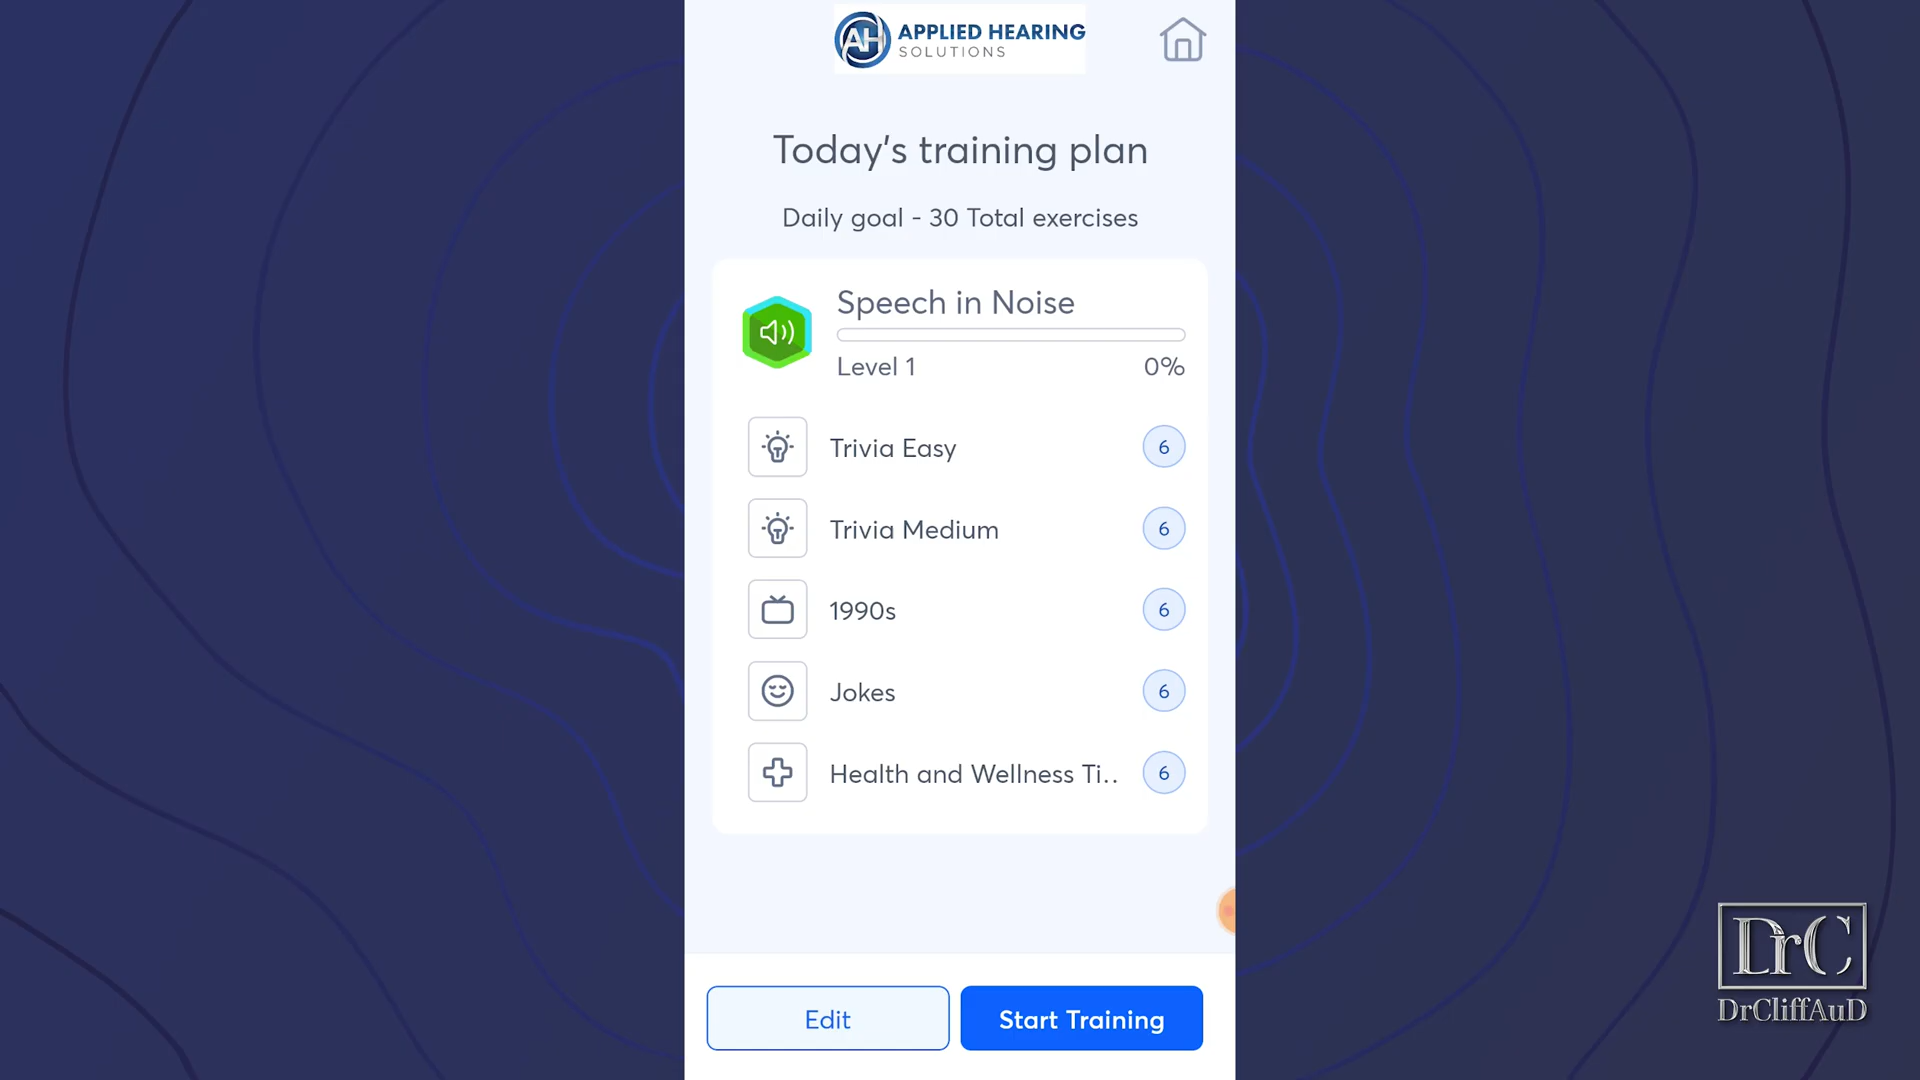 AH APPLIED HEARING
SOLUTIONS
Today's training plan
Daily goal - 30 Total exercises
Speech in Noise
Level 1 0%
Trivia Easy 6
Trivia Medium 6
1990s 6
Jokes 6
Health and Wellness Ti.. 6
Edit Start Training
DrC
DrCliffAuD